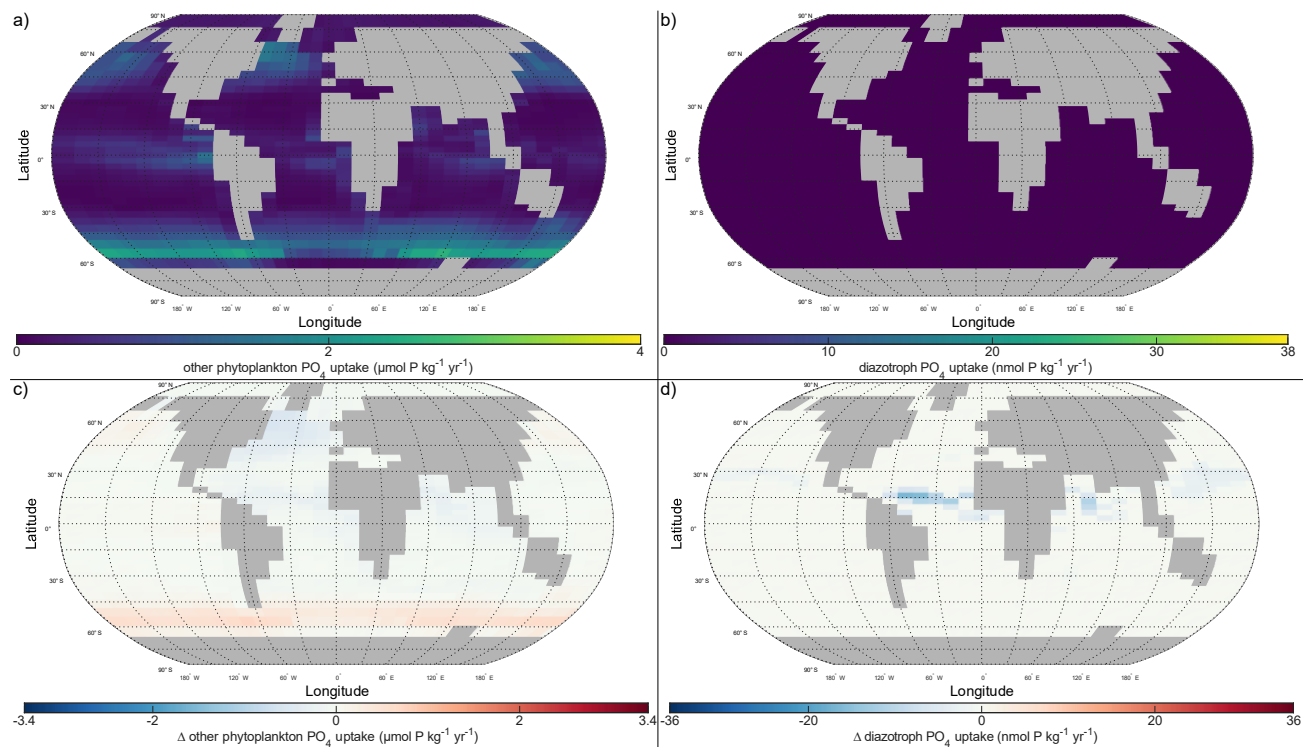 a)
90° N
60° N
30° N
0°
30° S
60° S
90° S
Latitude
180° W
120° W
60° W
0°
60° E
120° E
180° E
Longitude
0
2
4
other phytoplankton PO4 uptake (μmol P kg-1 yr-1)
b)
90° N
60° N
30° N
0°
30° S
60° S
90° S
Latitude
180° W
120° W
60° W
0°
60° E
120° E
180° E
Longitude
0
10
20
30
38
diazotroph PO4 uptake (nmol P kg-1 yr-1)
c)
90° N
60° N
30° N
0°
30° S
60° S
90° S
Latitude
180° W
120° W
60° W
0°
60° E
120° E
180° E
Longitude
-3.4
-2
0
2
3.4
Δ other phytoplankton PO4 uptake (μmol P kg-1 yr-1)
d)
90° N
60° N
30° N
0°
30° S
60° S
90° S
Latitude
180° W
120° W
60° W
0°
60° E
120° E
180° E
Longitude
-36
-20
0
20
36
Δ diazotroph PO4 uptake (nmol P kg-1 yr-1)